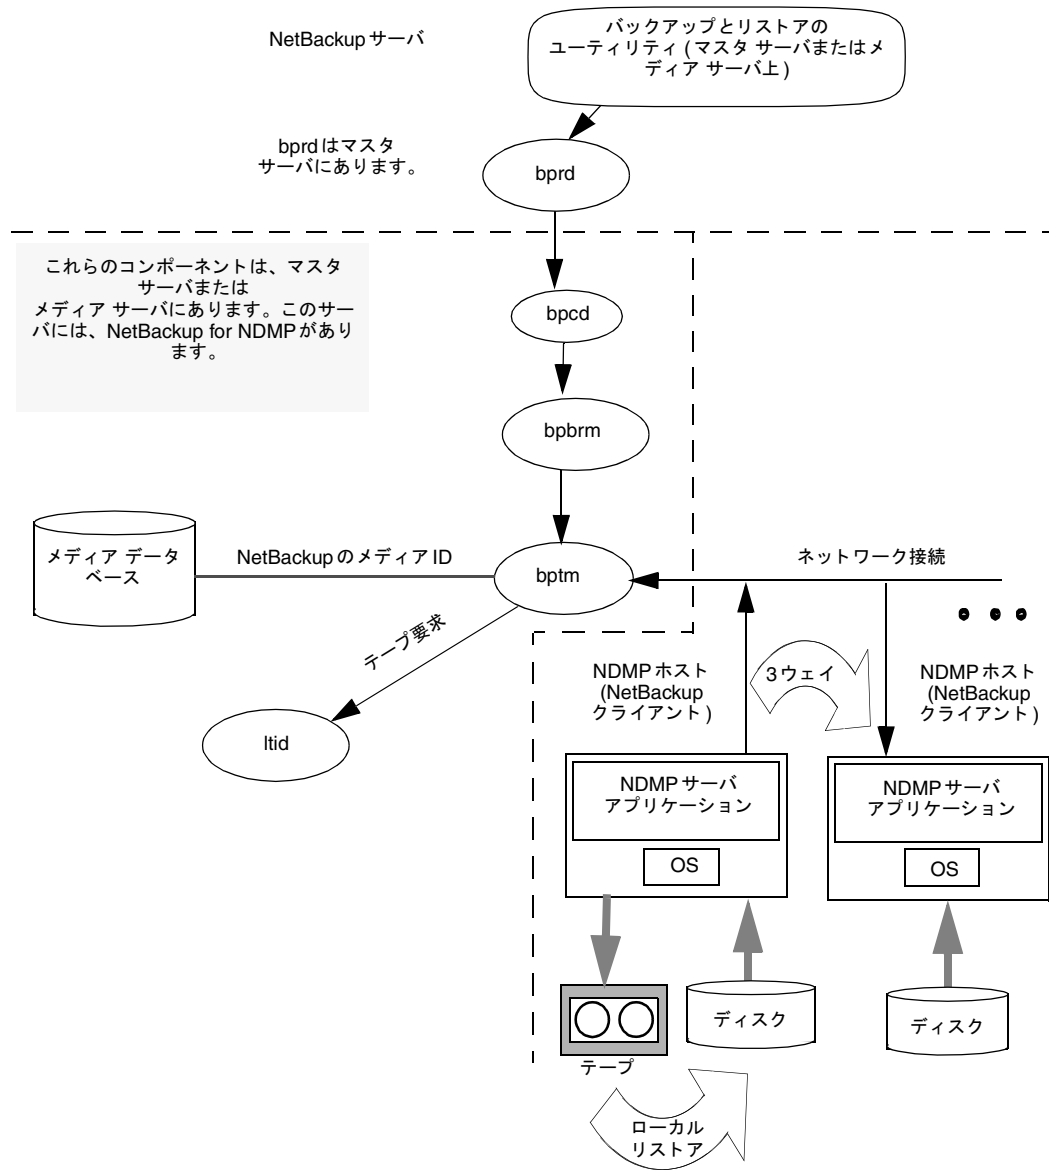 NetBackup サーバ
バックアップとリストアの
ユーティリティ ( マスタ サーバまたはメ
ディア サーバ上 )
bprd はマスタ
サーバにあります。
bprd
これらのコンポーネントは、マスタ
サーバまたは
メディア サーバにあります。このサー
バには、NetBackup for NDMP があり
ます。
bpcd
bpbrm
メディア データ
ベース
NetBackup のメディア ID
bptm
ネットワーク接続
テープ要求
ltid
NDMP ホスト
(NetBackup
クライアント )
3 ウェイ
NDMP ホスト
(NetBackup
クライアント )
NDMP サーバ
アプリケーション
OS
NDMP サーバ
アプリケーション
OS
テープ
ディスク
ディスク
ローカル
リストア